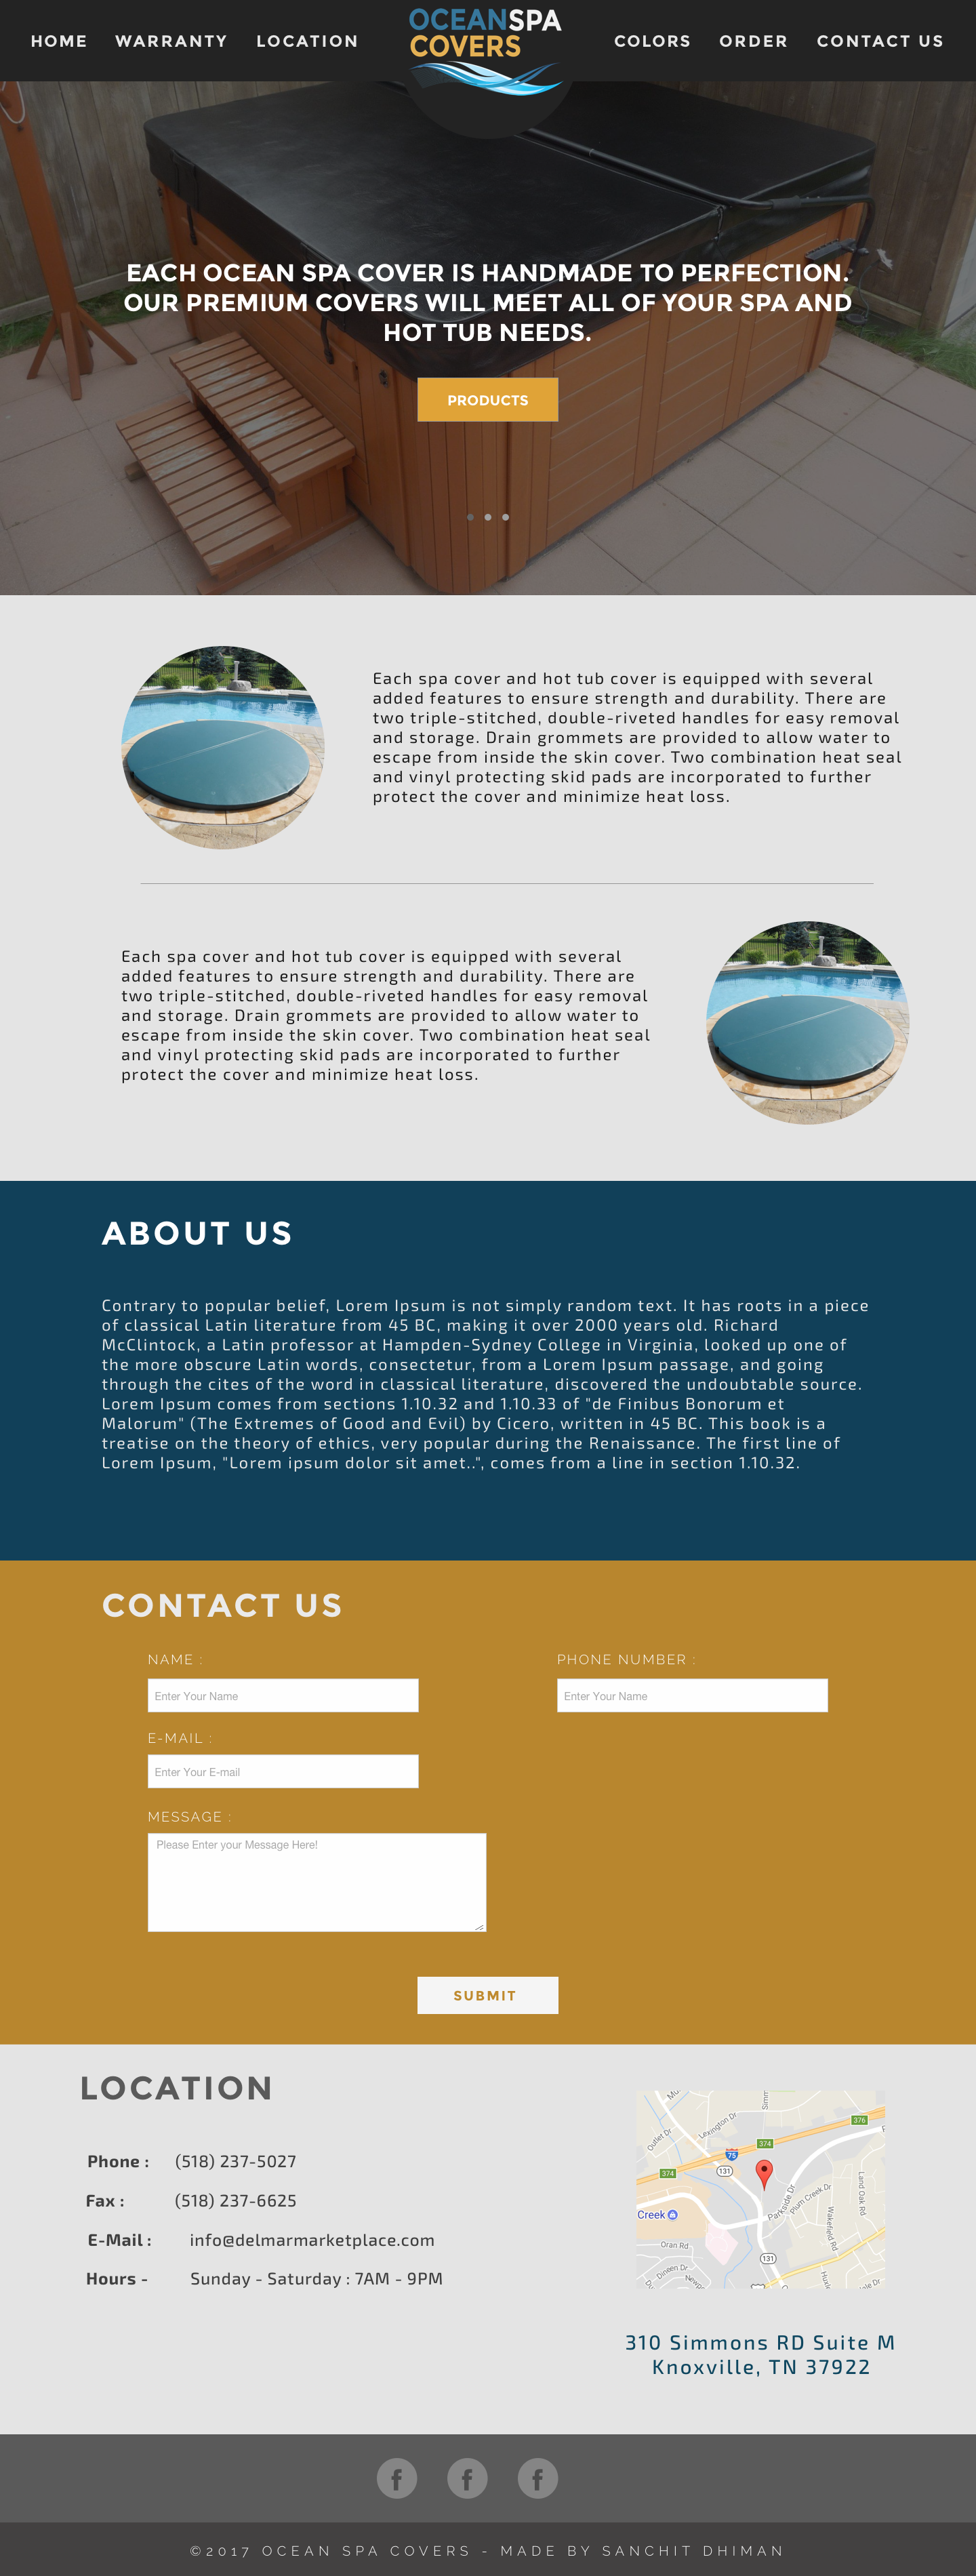 HOME WARRANTY LOCATION
OCEANSPA
COVERS
COLORS ORDER CONTACT US
EACH OCEAN SPA COVER IS HANDMADE TO PERFECTION.
OUR PREMIUM COVERS WILL MEET ALL OF YOUR SPA AND
HOT TUB NEEDS.
PRODUCTS
Each spa cover and hot tub cover is equipped with several
added features to ensure strength and durability. There are
two triple-stitched, double-riveted handles for easy removal
and storage. Drain grommets are provided to allow water to
escape from inside the skin cover. Two combination heat seal
and vinyl protecting skid pads are incorporated to further
protect the cover and minimize heat loss.
Each spa cover and hot tub cover is equipped with several
added features to ensure strength and durability. There are
two triple-stitched, double-riveted handles for easy removal
and storage. Drain grommets are provided to allow water to
escape from inside the skin cover. Two combination heat seal
and vinyl protecting skid pads are incorporated to further
protect the cover and minimize heat loss.
ABOUT US
Contrary to popular belief, Lorem Ipsum is not simply random text. It has roots in a piece
of classical Latin literature from 45 BC, making it over 2000 years old. Richard
McClintock, a Latin professor at Hampden-Sydney College in Virginia, looked up one of
the more obscure Latin words, consectetur, from a Lorem Ipsum passage, and going
through the cites of the word in classical literature, discovered the undoubtable source.
Lorem Ipsum comes from sections 1.10.32 and 1.10.33 of "de Finibus Bonorum et
Malorum" (The Extremes of Good and Evil) by Cicero, written in 45 BC. This book is a
treatise on the theory of ethics, very popular during the Renaissance. The first line of
Lorem Ipsum, "Lorem ipsum dolor sit amet..", comes from a line in section 1.10.32.
CONTACT US
NAME :
Enter Your Name
PHONE NUMBER :
Enter Your Name
E-MAIL :
Enter Your E-mail
MESSAGE :
Please Enter your Message Here!
SUBMIT
LOCATION
Phone : (518) 237-5027
Fax : (518) 237-6625
E-Mail : info@delmarmarketplace.com
Hours - Sunday - Saturday : 7AM - 9PM
Mu
Simm
Lexington Dr
376
Outlet Dr
374
75
131
374
Parkside Dr
Plum Creek Dr
Land Oak Rd
Wakefield Rd
Creek
Oran Rd
131
Dineen Dr
Newp
Huxl
ale Dr
310 Simmons RD Suite M
Knoxville, TN 37922
©2017 OCEAN SPA COVERS - MADE BY SANCHIT DHIMAN